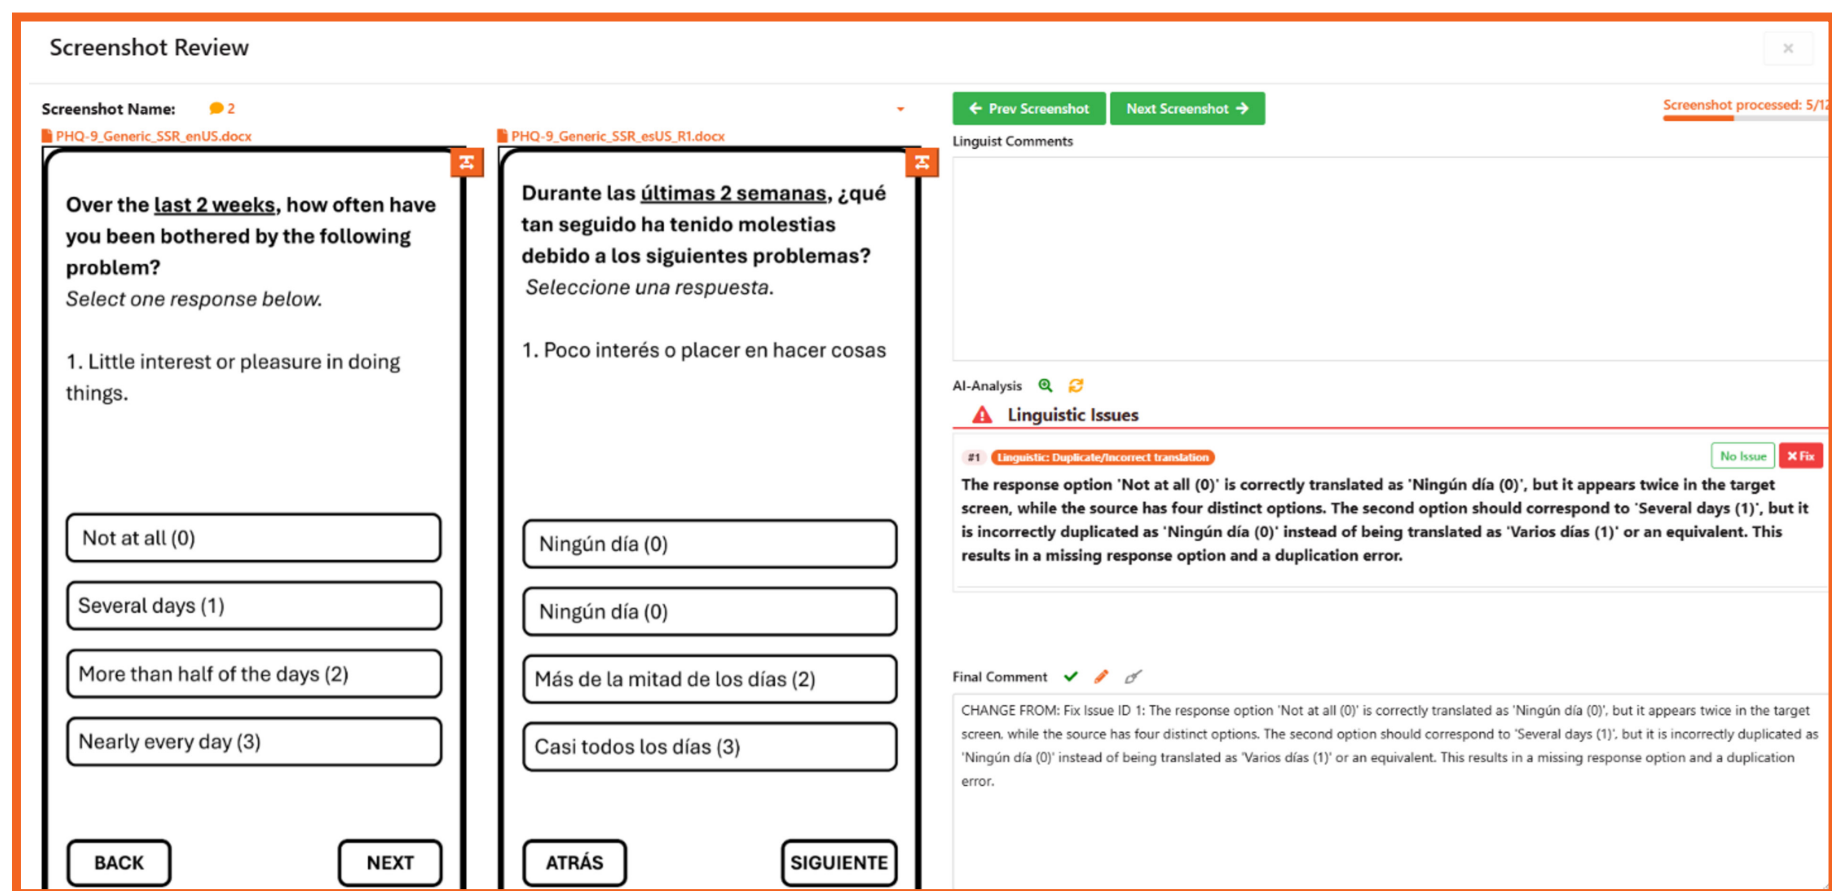 Screenshot Review
Screenshot Name: 2
PHQ-9_Generic_SSR_enUS.docx
Over the last 2 weeks, how often have
you been bothered by the following
problem?
Select one response below.
1. Little interest or pleasure in doing
things.
Not at all (0)
Several days (1)
More than half of the days (2)
Nearly every day (3)
BACK
NEXT
PHQ-9_Generic_SSR_esUS_R1.docx
Durante las últimas 2 semanas, ¿qué
tan seguido ha tenido molestias
debido a los siguientes problemas?
Seleccione una respuesta.
1. Poco interés o placer en hacer cosas
Ningún día (0)
Ningún día (0)
Más de la mitad de los días (2)
Casi todos los días (3)
ATRÁS
SIGUIENTE
← Prev Screenshot
Next Screenshot →
Screenshot processed: 5/12
Linguist Comments
AI-Analysis
Linguistic Issues
#1 Linguistic: Duplicate/Incorrect translation
No Issue
× Fix
The response option 'Not at all (0)' is correctly translated as 'Ningún día (0)', but it appears twice in the target
screen, while the source has four distinct options. The second option should correspond to 'Several days (1)', but it
is incorrectly duplicated as 'Ningún día (0)' instead of being translated as 'Varios días (1)' or an equivalent. This
results in a missing response option and a duplication error.
Final Comment
CHANGE FROM: Fix Issue ID 1: The response option 'Not at all (0)' is correctly translated as 'Ningún día (0)', but it appears twice in the target
screen, while the source has four distinct options. The second option should correspond to 'Several days (1)', but it is incorrectly duplicated as
'Ningún día (0)' instead of being translated as 'Varios días (1)' or an equivalent. This results in a missing response option and a duplication
error.